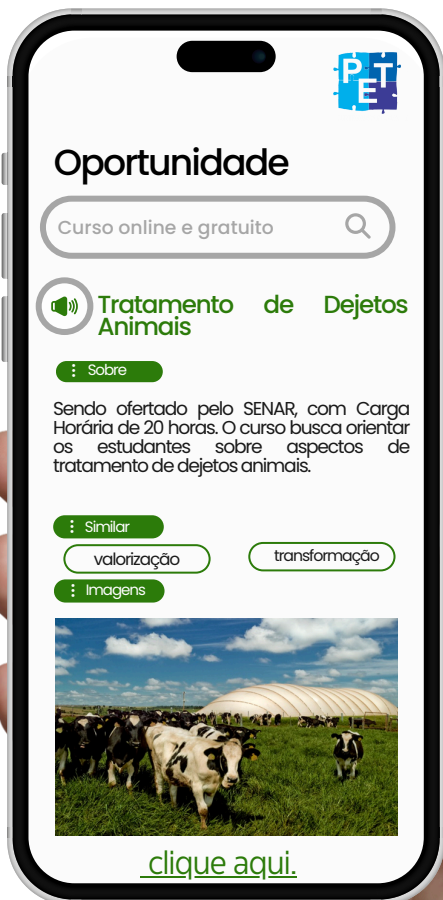 PTE
Oportunidade
Curso online e gratuito
Tratamento de Dejetos
Animais
Sobre
Sendo ofertado pelo SENAR, com Carga
Horária de 20 horas. O curso busca orientar
os estudantes sobre aspectos de
tratamento de dejetos animais.
Similar
valorização transformação
Imagens
clique aqui.